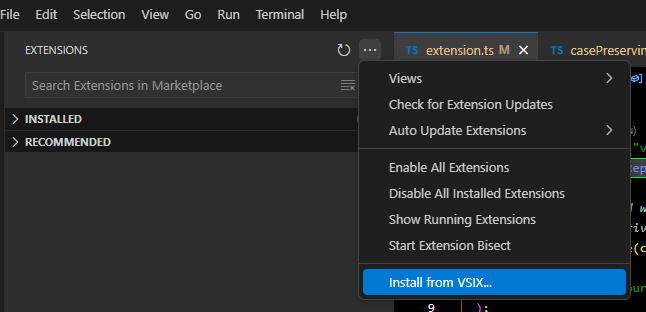 File Edit Selection View Go Run Terminal Help
EXTENSIONS
TS extension.ts M
TS casePreservin
Search Extensions in Marketplace
INSTALLED
RECOMMENDED
Views
Check for Extension Updates
Auto Update Extensions
Enable All Extensions
Disable All Installed Extensions
Show Running Extensions
Start Extension Bisect
Install from VSIX...
9 );